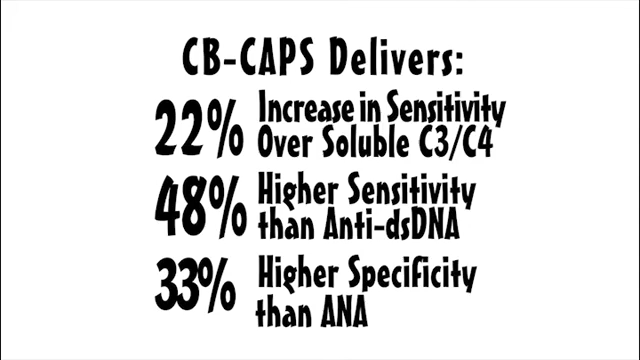 CB-CAPS Delivers:
22% Increase in Sensitivity
Over Soluble C3/C4
48% Higher Sensitivity
than Anti-dsDNA
33% Higher Specificity
than ANA